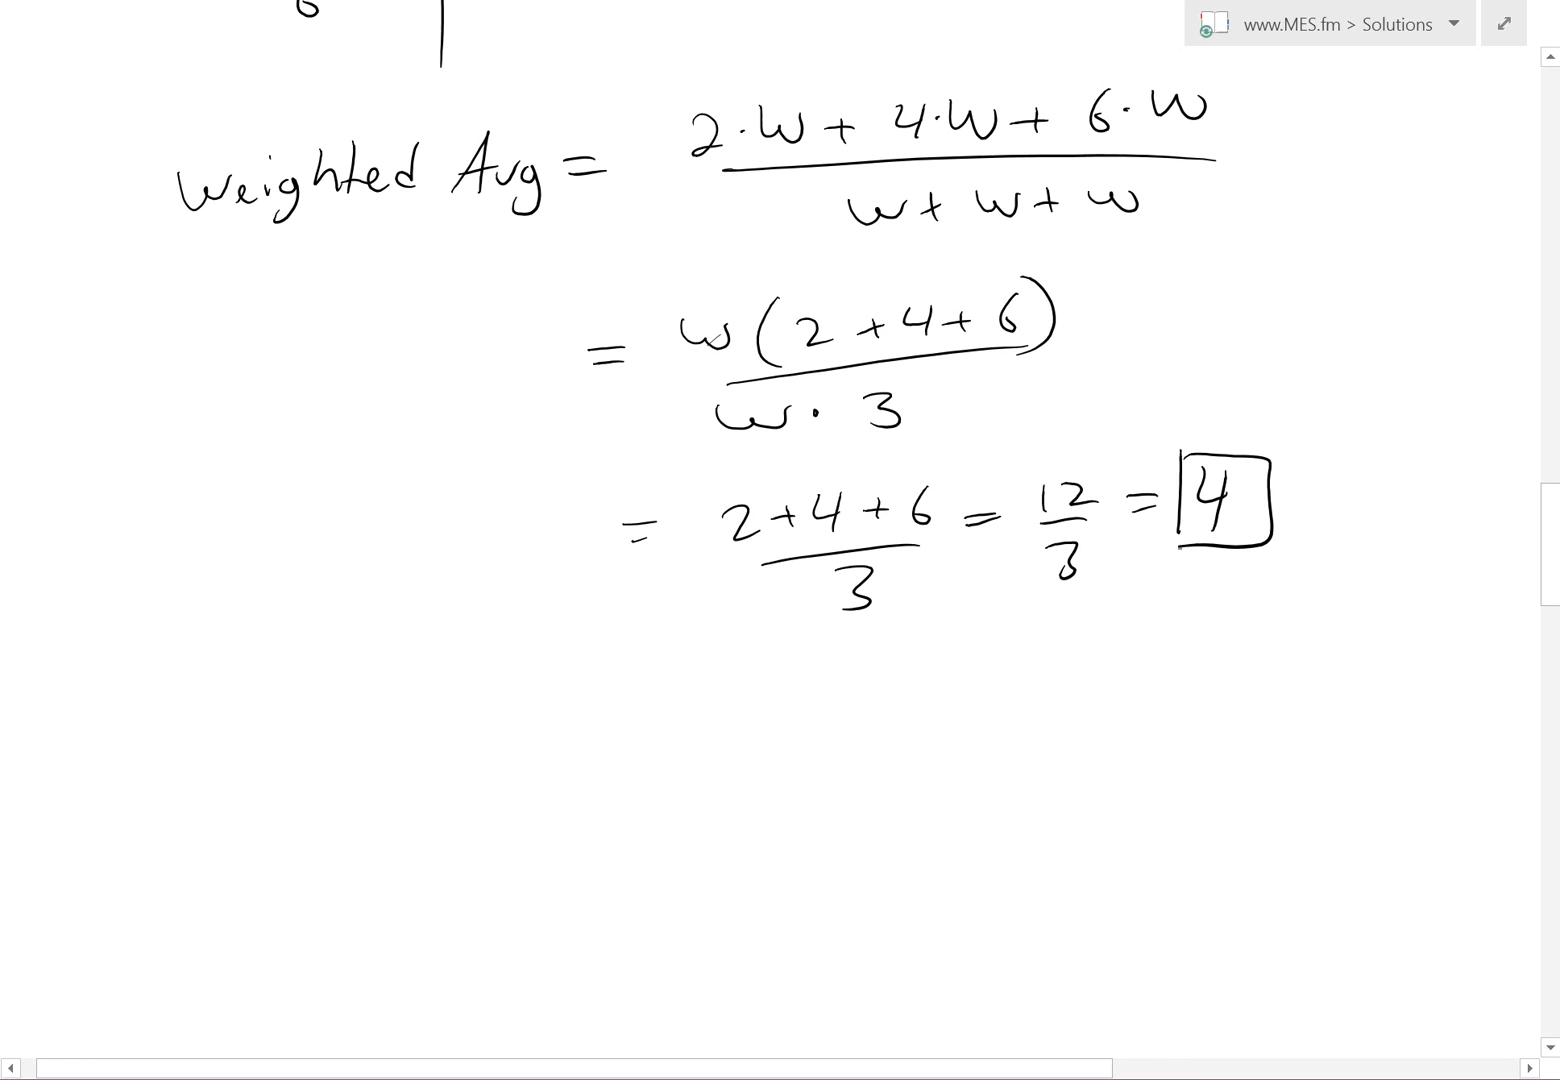 6
www.MES.fm > Solutions
Weighted Avg = (2·W + 4·W + 6·W) / (w + w + w)
= w(2 + 4 + 6) / (w · 3)
= (2 + 4 + 6) / 3 = 12 / 3 = 4